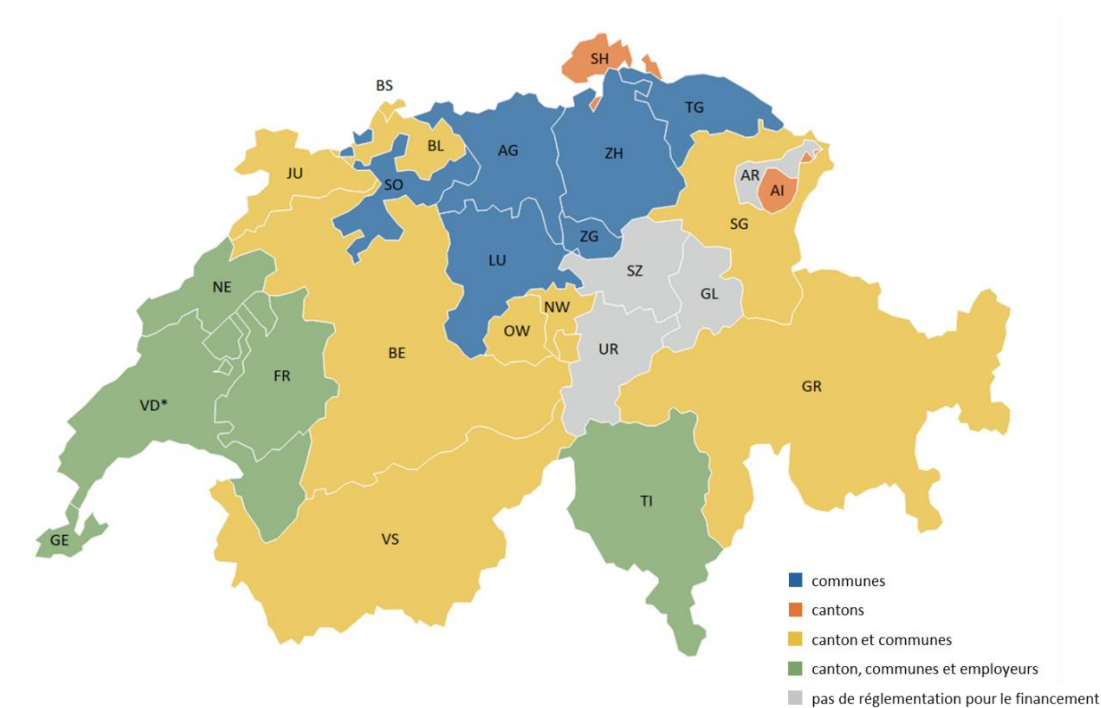 SH
BS
TG
BL
AG
ZH
JU
AR
SO
AI
SG
ZG
LU
SZ
NE
GL
NW
OW
UR
BE
FR
GR
VD*
TI
VS
GE
communes
cantons
canton et communes
canton, communes et employeurs
pas de réglementation pour le financement